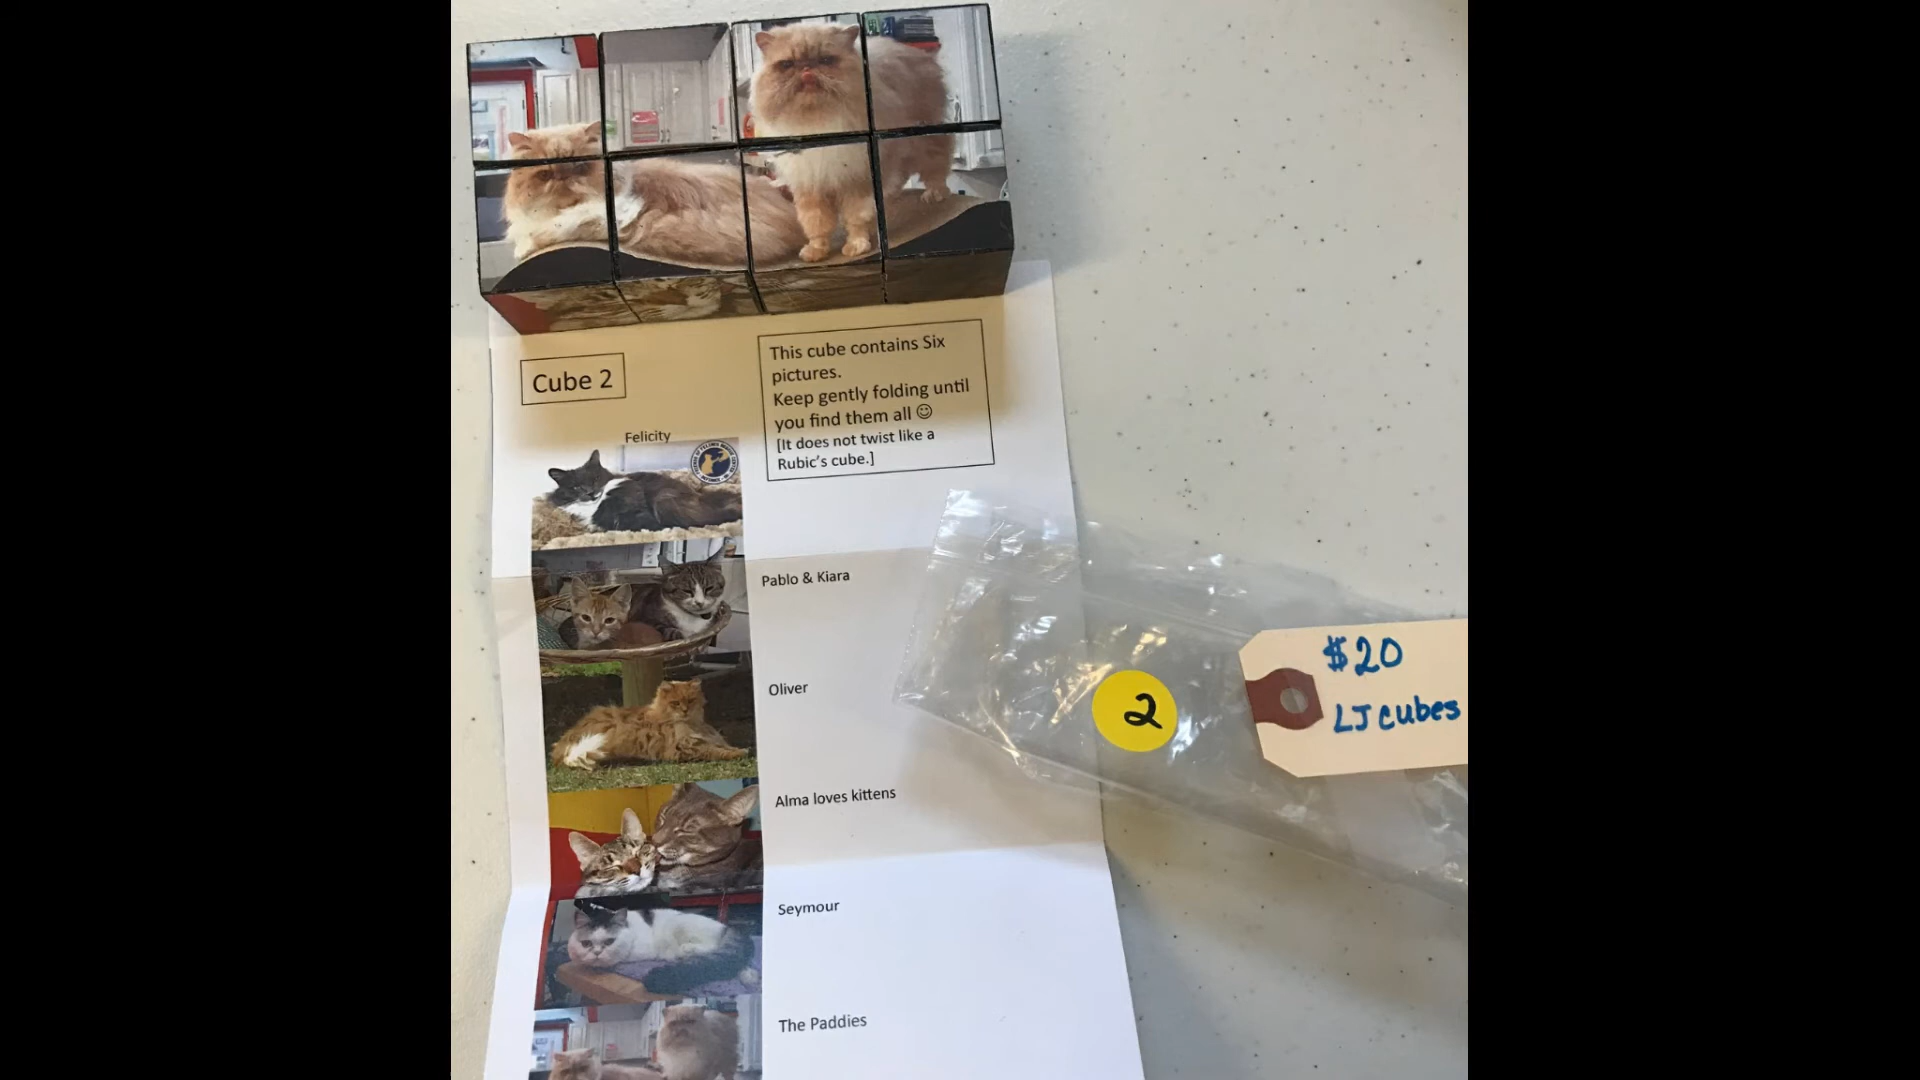 Cube 2
This cube contains Six
pictures.
Keep gently folding until
you find them all ☺
[It does not twist like a
Rubic's cube.]
Felicity
Pablo & Kiara
Oliver
Alma loves kittens
Seymour
The Paddies
2
$20
LJ cubes